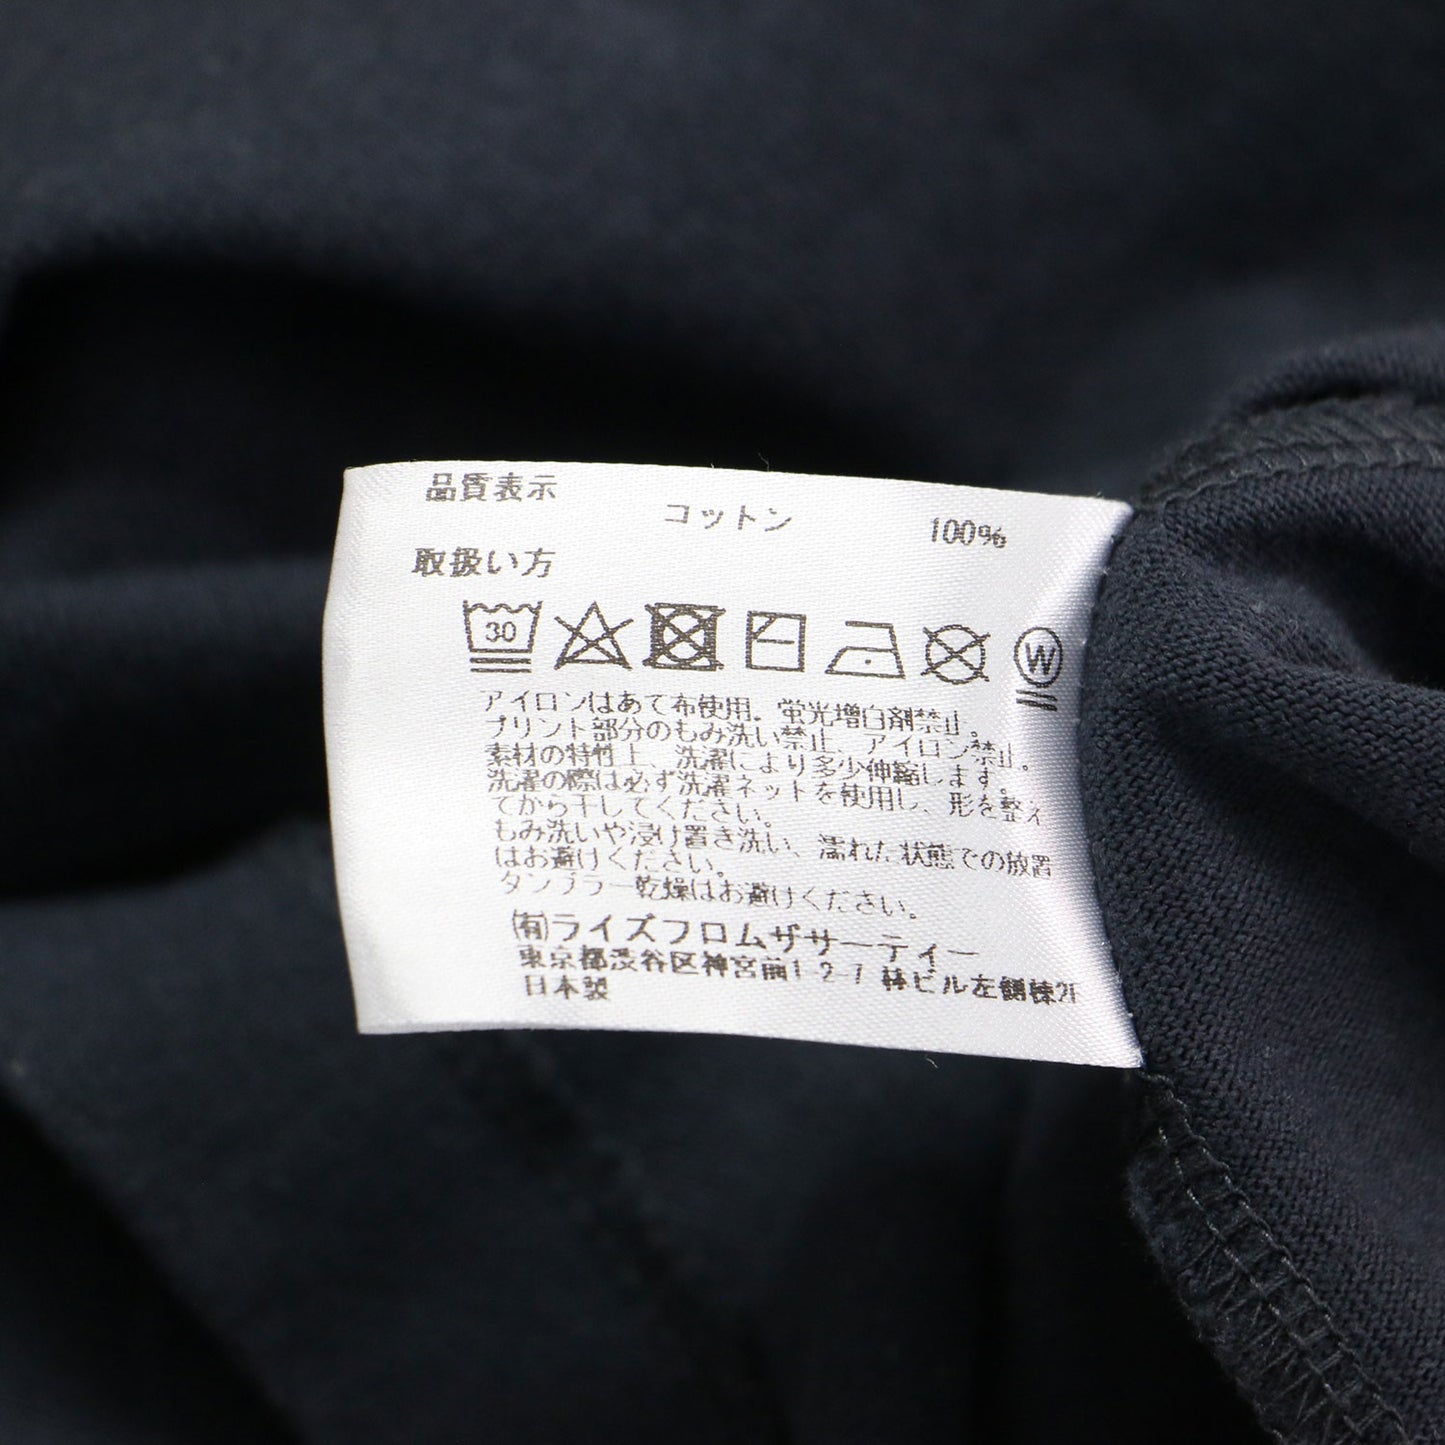 品質表示
コットン 100%
取扱い方
30 W
アイロンはあて布使用。蛍光増白剤禁止。
プリント部分のもみ洗い禁止、アイロン禁止。
素材の特性上、洗濯により多少伸縮します。
洗濯の際は必ず洗濯ネットを使用し、形を整え
てから干してください。
もみ洗いや浸け置き洗い、濡れた状態での放置
はお避けください。
タンブラー乾燥はお避けください。
㈲ライズフロムザサーティー
東京都渋谷区神宮前1-2-7 林ビル左側棟2F
日本製